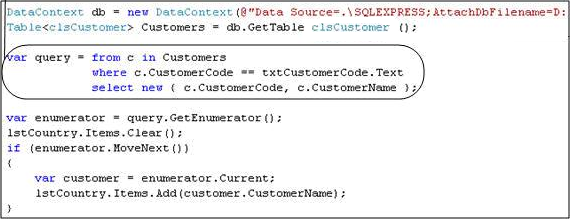 DataContext db = new DataContext(@"Data Source=.\SQLEXPRESS;AttachDbFilename=D:
Table<clsCustomer> Customers = db.GetTable clsCustomer ();
var query = from c in Customers
where c.CustomerCode == txtCustomerCode.Text
select new { c.CustomerCode, c.CustomerName };
var enumerator = query.GetEnumerator();
lstCountry.Items.Clear();
if (enumerator.MoveNext())
{
var customer = enumerator.Current;
lstCountry.Items.Add(customer.CustomerName);
}